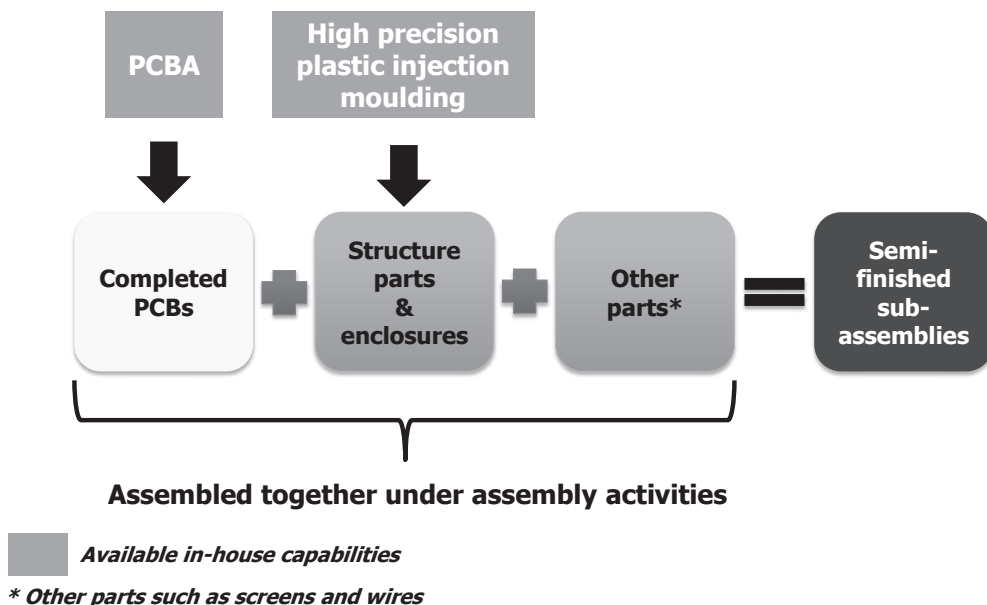 PCBA
High precision
plastic injection
moulding
Completed
PCBs
Structure
parts
&
enclosures
Other
parts*
Semi-
finished
sub-
assemblies
Assembled together under assembly activities
Available in-house capabilities
* Other parts such as screens and wires